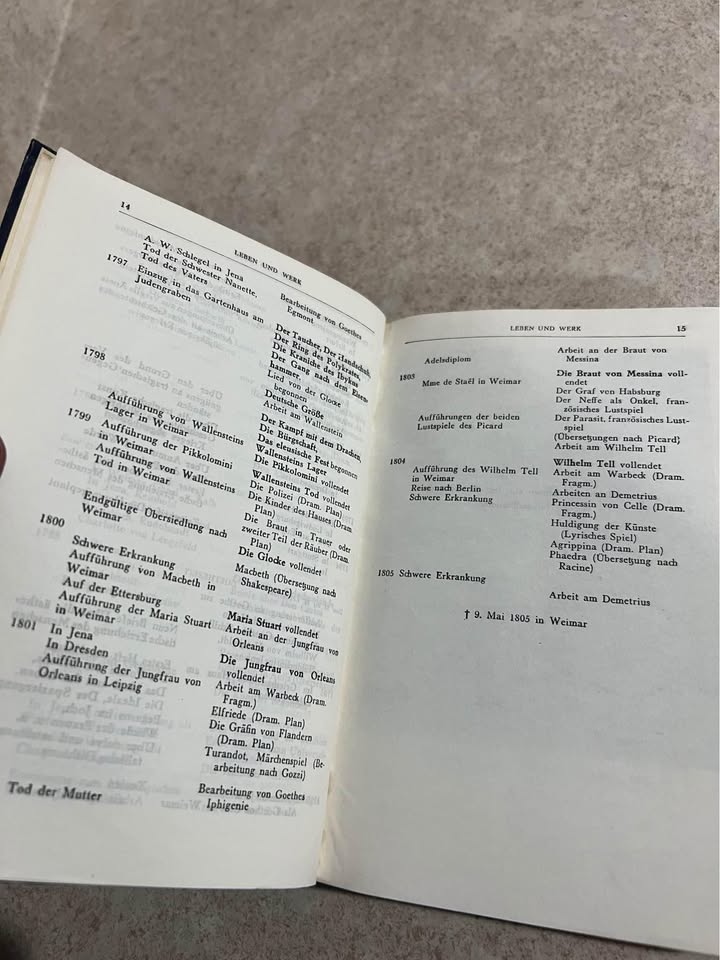 14
LEBEN UND WERK
A. W. Schlegel in Jena
Tod der Schwester Nanette,
Tod des Vaters
1797 Einzug in das Gartenhaus am
Judengraben
1798
Aufführung von Wallensteins
Lager in Weimar
1799 Aufführung der Pikkolomini
in Weimar
Aufführung von Wallensteins
Tod in Weimar
Endgültige Übersiedlung nach
Weimar
1800
Schwere Erkrankung
Aufführung von Macbeth in
Weimar
Auf der Ettersburg
Aufführung der Maria Stuart
in Weimar
1801 In Jena
In Dresden
Aufführung der Jungfrau von
Orleans in Leipzig
Tod der Mutter
Bearbeitung von Goethes
Egmont
Der Taucher, Der Handschuh,
Der Ring des Polykrates,
Die Kraniche des Ibykus
Der Gang nach dem Eisen-
hammer,
Lied von der Glocke
begonnen
Deutsche Größe
Arbeit am Wallenstein
Der Kampf mit dem Drachen,
Die Bürgschaft,
Das eleusische Fest begonnen
Wallensteins Lager
Die Pikkolomini vollendet
Wallensteins Tod vollendet
Die Polizei (Dram. Plan)
Die Kinder des Hauses (Dram.
Plan)
Die Braut in Trauer oder
zweiter Teil der Räuber (Dram.
Plan)
Die Glocke vollendet
Macbeth (Übersetzung nach
Shakespeare)
Maria Stuart vollendet
Arbeit an der Jungfrau von
Orleans
Die Jungfrau von Orleans
vollendet
Arbeit am Warbeck (Dram.
Fragm.)
Elfriede (Dram. Plan)
Die Gräfin von Flandern
(Dram. Plan)
Turandot, Märchenspiel (Be-
arbeitung nach Gozzi)
Bearbeitung von Goethes
Iphigenie
LEBEN UND WERK
15
Adelsdiplom
1803
Mme de Staël in Weimar
Aufführungen der beiden
Lustspiele des Picard
1804
Aufführung des Wilhelm Tell
in Weimar
Reise nach Berlin
Schwere Erkrankung
1805 Schwere Erkrankung
Arbeit an der Braut von
Messina
Die Braut von Messina voll-
endet
Der Graf von Habsburg
Der Neffe als Onkel, fran-
zösisches Lustspiel
Der Parasit, französisches Lust-
spiel
(Übersetzungen nach Picard)
Arbeit am Wilhelm Tell
Wilhelm Tell vollendet
Arbeit am Warbeck (Dram.
Fragm.)
Arbeiten an Demetrius
Princessin von Celle (Dram.
Fragm.)
Huldigung der Künste
(Lyrisches Spiel)
Agrippina (Dram. Plan)
Phaedra (Übersetzung nach
Racine)
Arbeit am Demetrius
† 9. Mai 1805 in Weimar